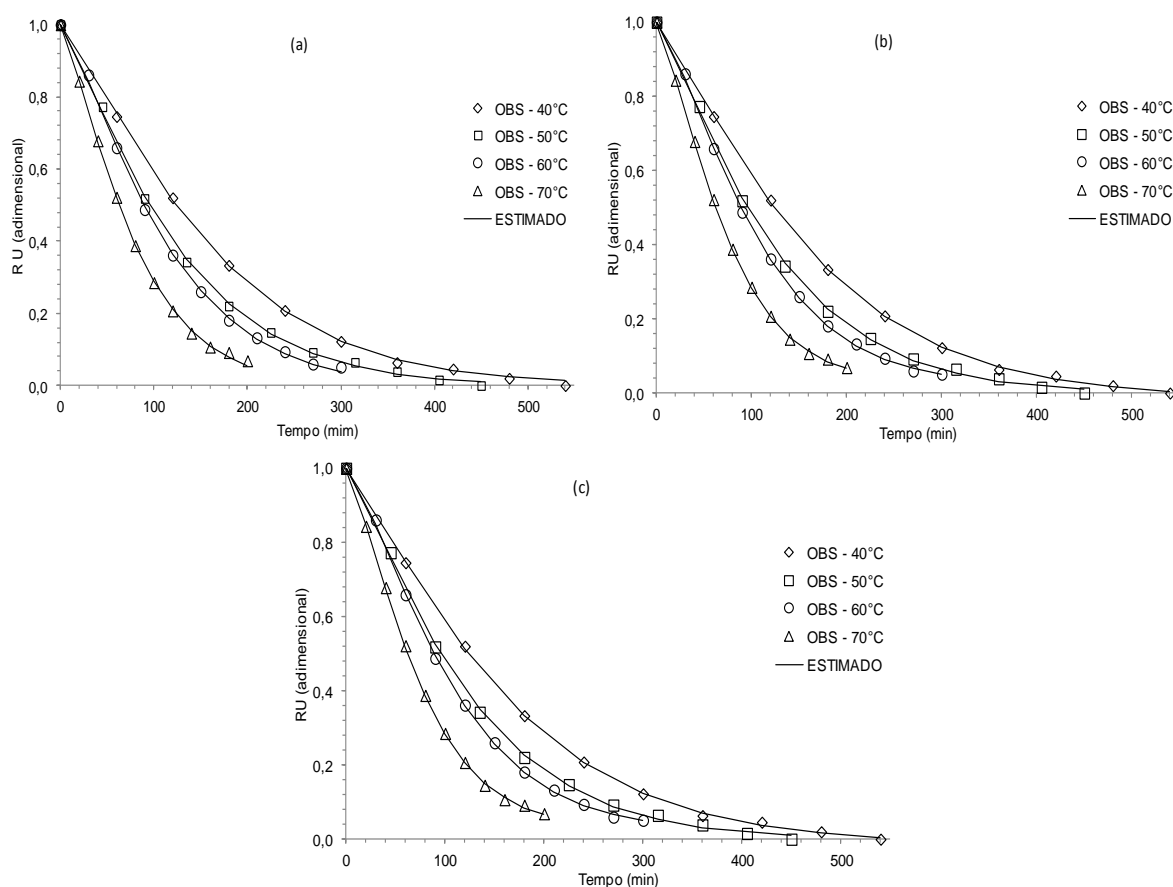 (a)
R U (adimensional)
1,0
0,8
0,6
0,4
0,2
0,0
0 100 200 300 400 500
Tempo (mim)
OBS - 40°C
OBS - 50°C
OBS - 60°C
OBS - 70°C
ESTIMADO
(b)
RU (adimensional)
1,0
0,8
0,6
0,4
0,2
0,0
0 100 200 300 400 500
Tempo (min)
OBS - 40°C
OBS - 50°C
OBS - 60°C
OBS - 70°C
ESTIMADO
(c)
RU (adimensional)
1,0
0,8
0,6
0,4
0,2
0,0
0 100 200 300 400 500
Tempo (min)
OBS - 40°C
OBS - 50°C
OBS - 60°C
OBS - 70°C
ESTIMADO